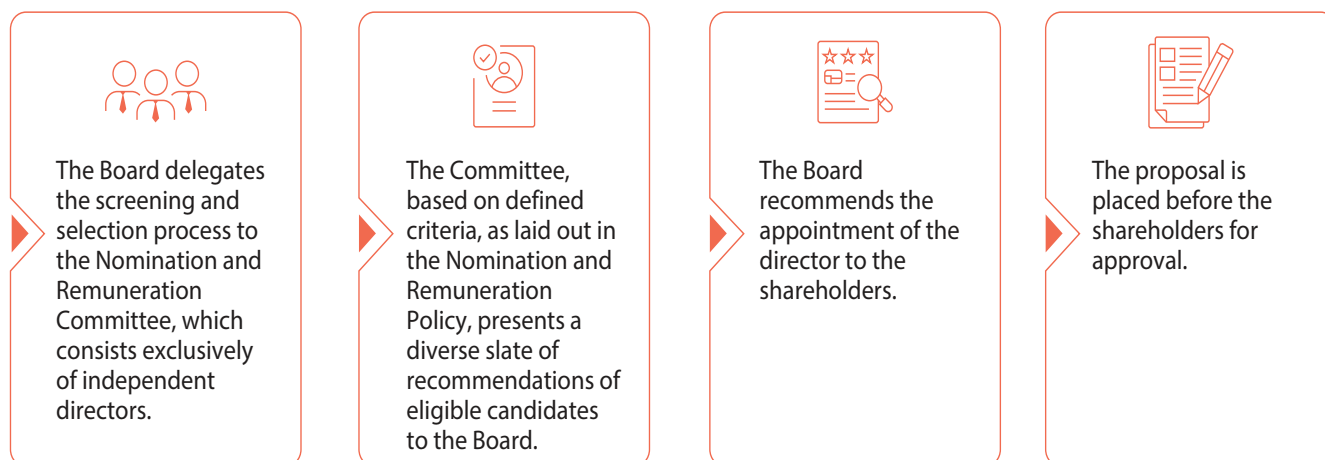 The Board delegates
the screening and
selection process to
the Nomination and
Remuneration
Committee, which
consists exclusively
of independent
directors.
The Committee,
based on defined
criteria, as laid out in
the Nomination and
Remuneration
Policy, presents a
diverse slate of
recommendations of
eligible candidates
to the Board.
The Board
recommends the
appointment of the
director to the
shareholders.
The proposal is
placed before the
shareholders for
approval.